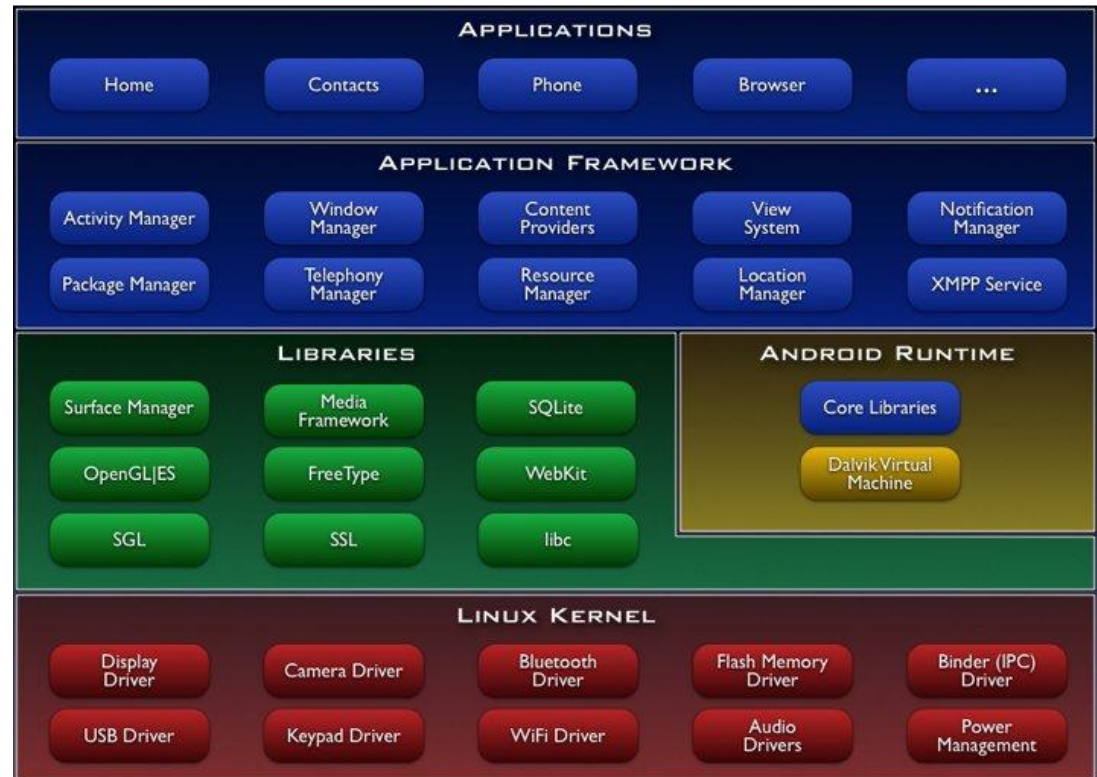 APPLICATIONS
Home
Contacts
Phone
Browser
...
APPLICATION FRAMEWORK
Activity Manager
Window
Manager
Content
Providers
View
System
Notification
Manager
Package Manager
Telephony
Manager
Resource
Manager
Location
Manager
XMPP Service
LIBRARIES
Surface Manager
Media
Framework
SQLite
OpenGL|ES
FreeType
WebKit
SGL
SSL
libc
ANDROID RUNTIME
Core Libraries
Dalvik Virtual
Machine
LINUX KERNEL
Display
Driver
Camera Driver
Bluetooth
Driver
Flash Memory
Driver
Binder (IPC)
Driver
USB Driver
Keypad Driver
WiFi Driver
Audio
Drivers
Power
Management